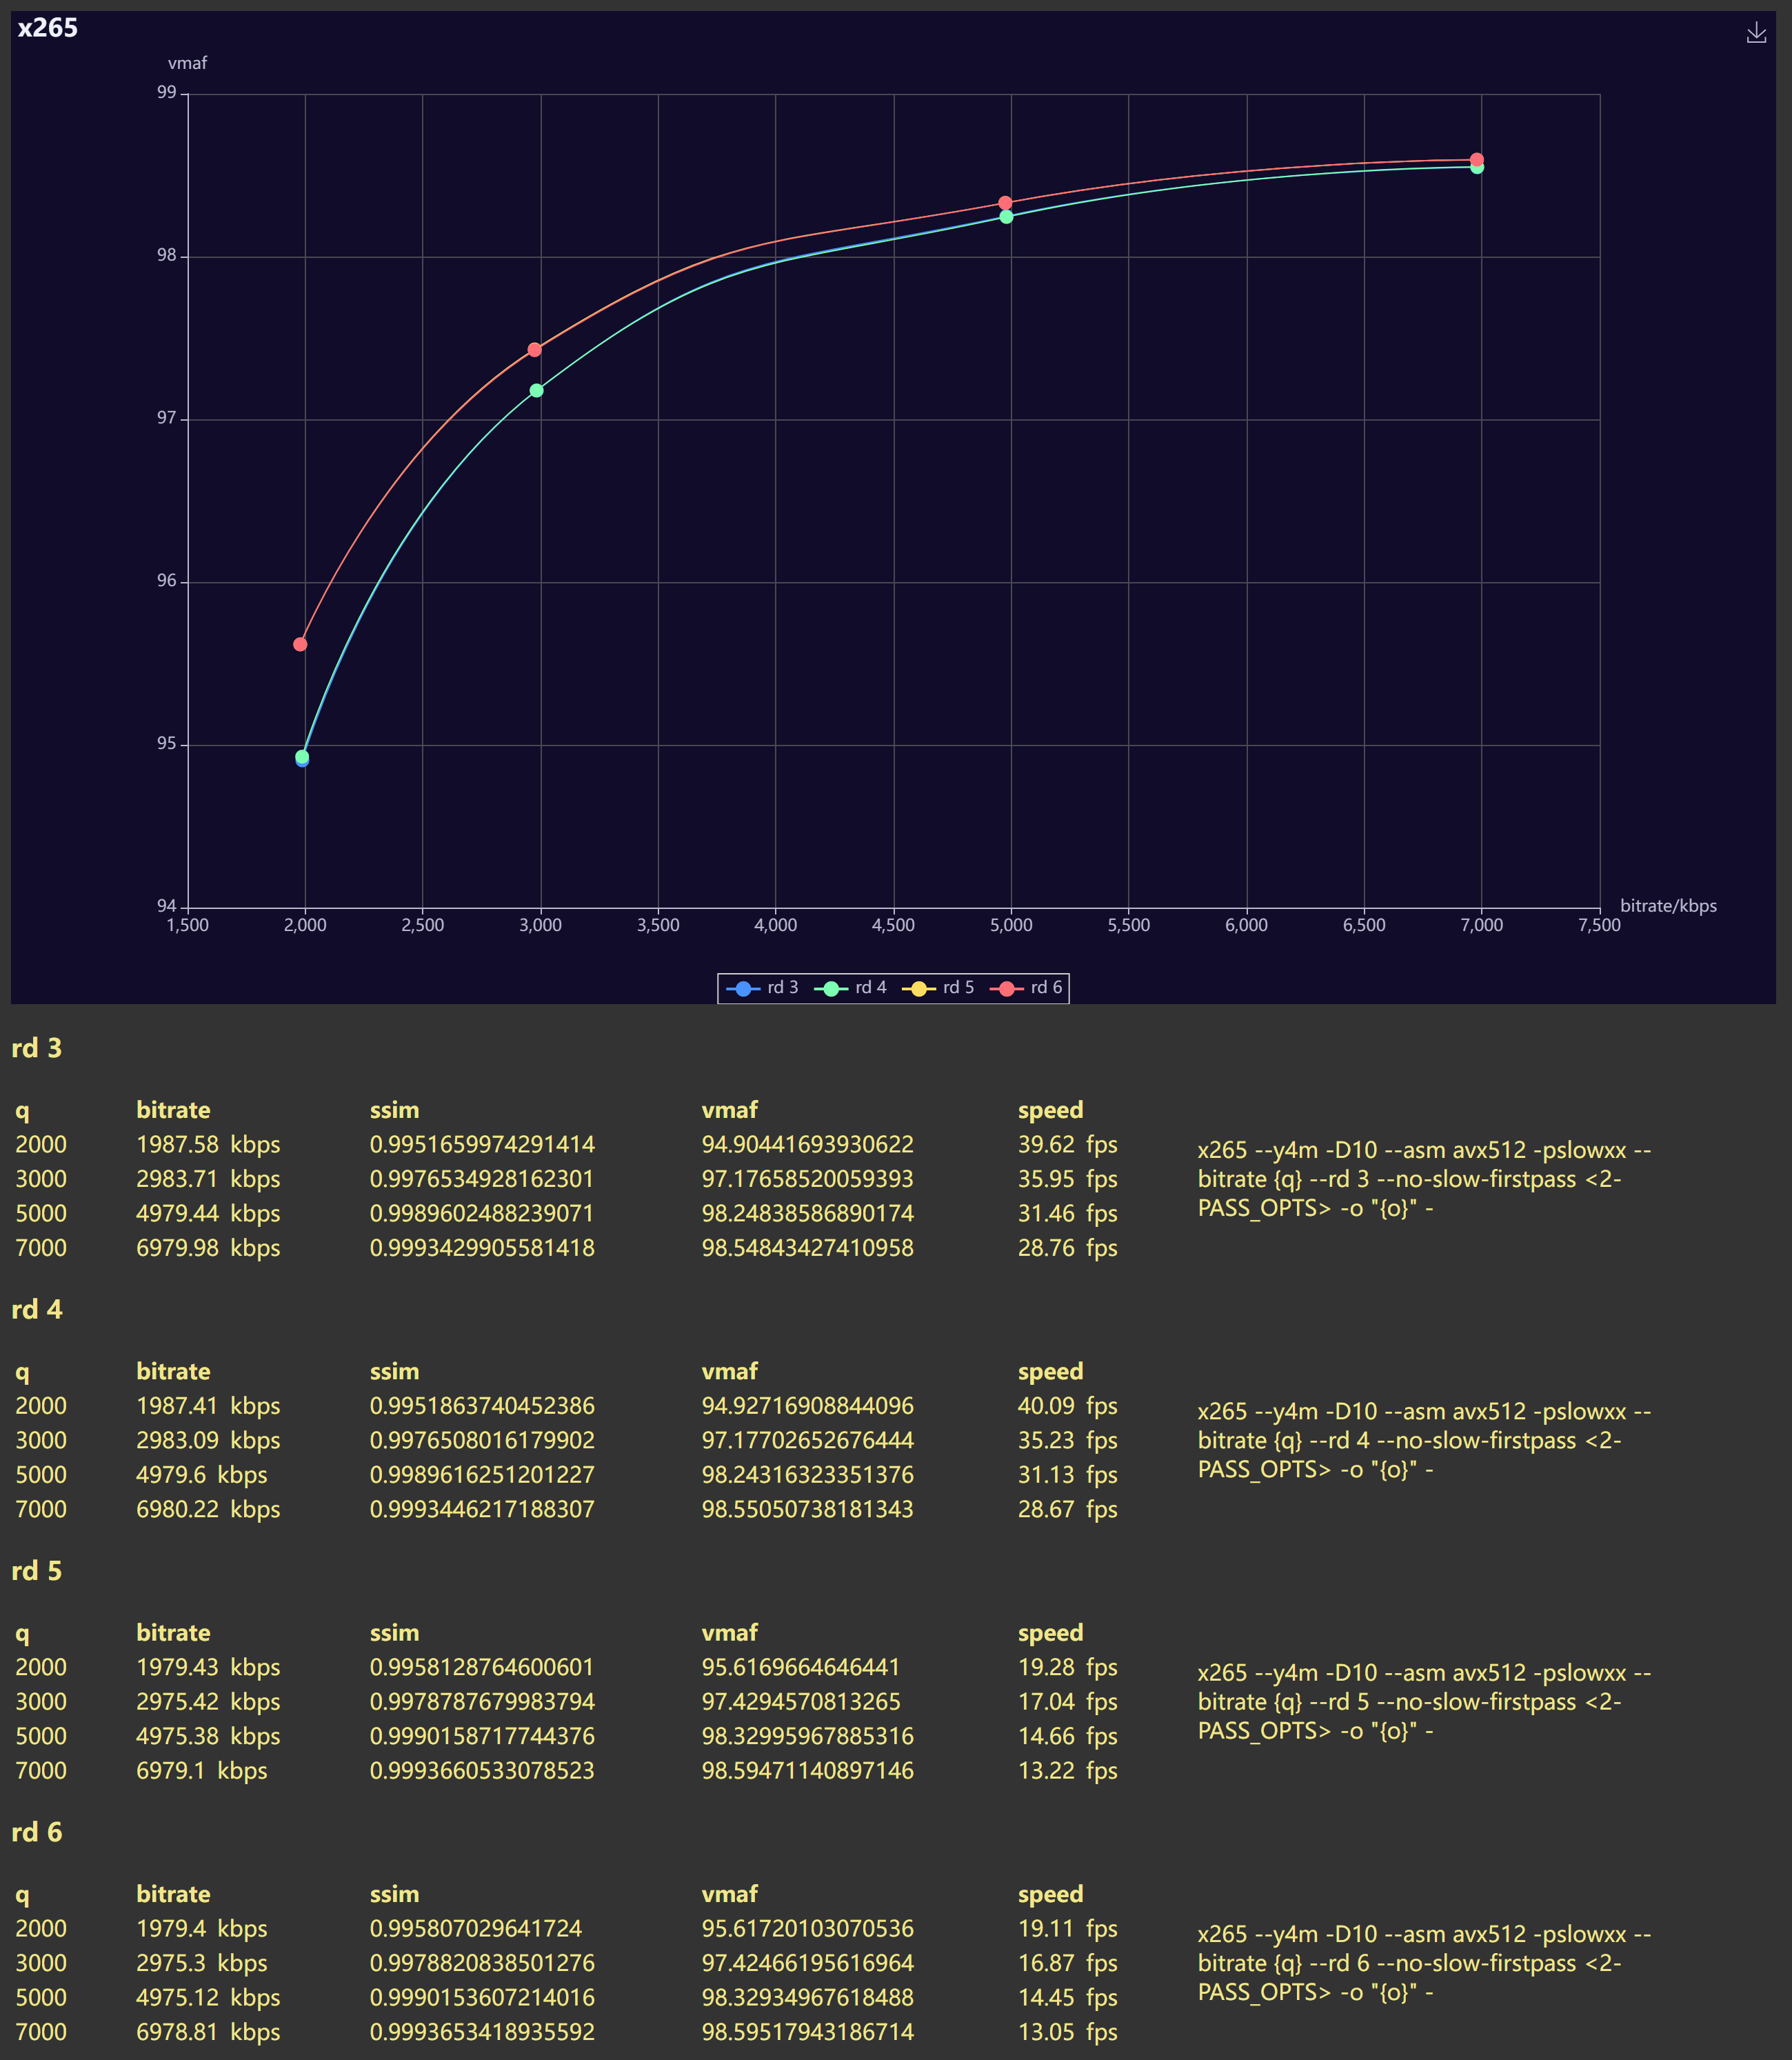 x265
vmaf
99
98
97
96
95
94
1,500 2,000 2,500 3,000 3,500 4,000 4,500 5,000 5,500 6,000 6,500 7,000 7,500
bitrate/kbps
rd 3 rd 4 rd 5 rd 6
rd 3
q bitrate ssim vmaf speed
2000 1987.58 kbps 0.9951659974291414 94.90441693930622 39.62 fps
3000 2983.71 kbps 0.9976534928162301 97.17658520059393 35.95 fps
5000 4979.44 kbps 0.9989602488239071 98.24838586890174 31.46 fps
7000 6979.98 kbps 0.9993429905581418 98.54843427410958 28.76 fps
x265 --y4m -D10 --asm avx512 -pslowxx --
bitrate {q} --rd 3 --no-slow-firstpass <2-
PASS_OPTS> -o "{o}" -
rd 4
q bitrate ssim vmaf speed
2000 1987.41 kbps 0.9951863740452386 94.92716908844096 40.09 fps
3000 2983.09 kbps 0.9976508016179902 97.17702652676444 35.23 fps
5000 4979.6 kbps 0.9989616251201227 98.24316323351376 31.13 fps
7000 6980.22 kbps 0.9993446217188307 98.55050738181343 28.67 fps
x265 --y4m -D10 --asm avx512 -pslowxx --
bitrate {q} --rd 4 --no-slow-firstpass <2-
PASS_OPTS> -o "{o}" -
rd 5
q bitrate ssim vmaf speed
2000 1979.43 kbps 0.9958128764600601 95.6169664646441 19.28 fps
3000 2975.42 kbps 0.9978787679983794 97.4294570813265 17.04 fps
5000 4975.38 kbps 0.9990158717744376 98.32995967885316 14.66 fps
7000 6979.1 kbps 0.9993660533078523 98.59471140897146 13.22 fps
x265 --y4m -D10 --asm avx512 -pslowxx --
bitrate {q} --rd 5 --no-slow-firstpass <2-
PASS_OPTS> -o "{o}" -
rd 6
q bitrate ssim vmaf speed
2000 1979.4 kbps 0.995807029641724 95.61720103070536 19.11 fps
3000 2975.3 kbps 0.9978820838501276 97.42466195616964 16.87 fps
5000 4975.12 kbps 0.9990153607214016 98.32934967618488 14.45 fps
7000 6978.81 kbps 0.9993653418935592 98.59517943186714 13.05 fps
x265 --y4m -D10 --asm avx512 -pslowxx --
bitrate {q} --rd 6 --no-slow-firstpass <2-
PASS_OPTS> -o "{o}" -